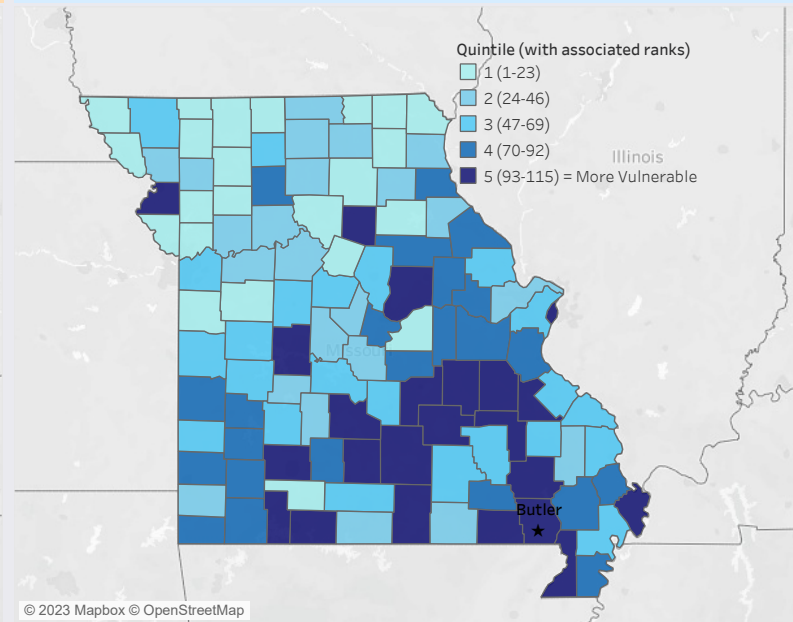 Quintile (with associated ranks)
1 (1-23)
2 (24-46)
3 (47-69)
4 (70-92)
5 (93-115) = More Vulnerable
Illinois
Missouri
Butler
© 2023 Mapbox © OpenStreetMap